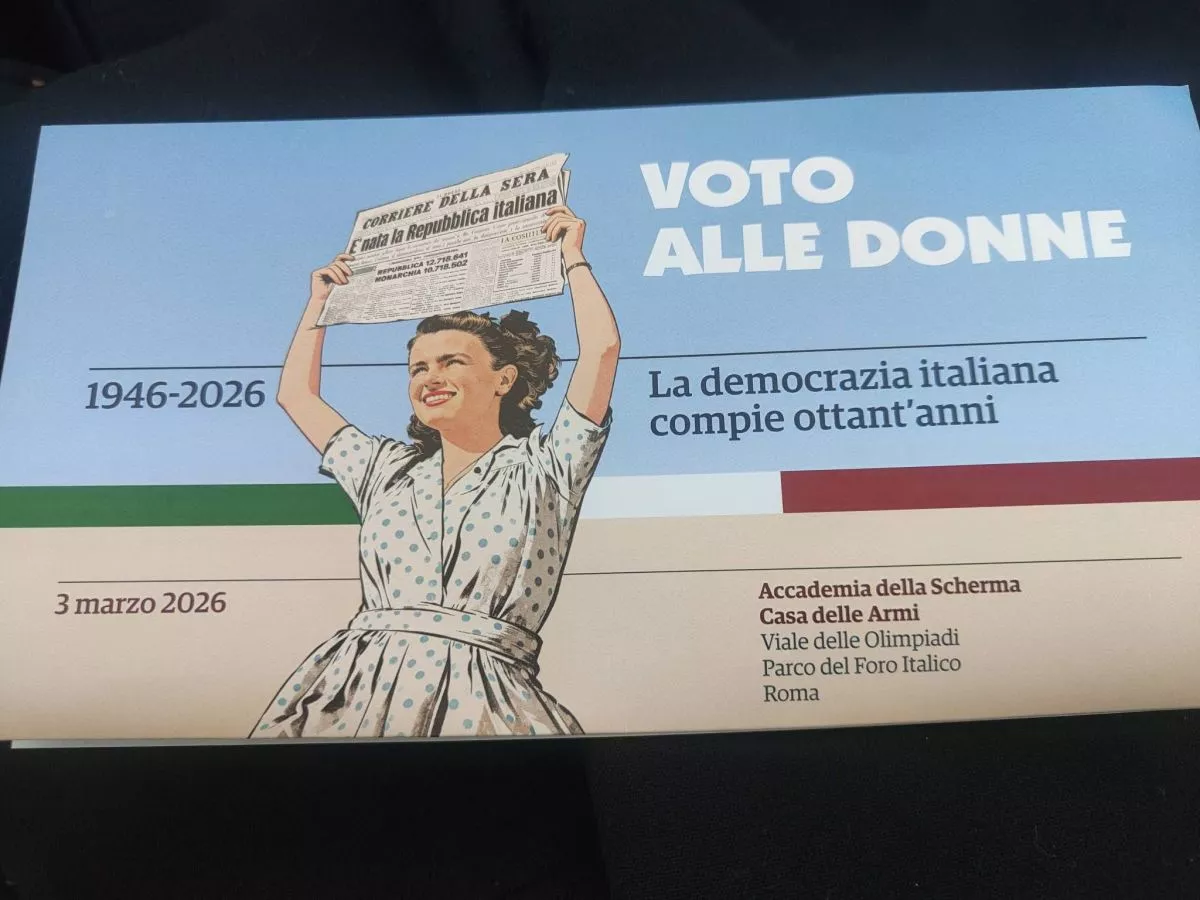 CORRIERE DELLA SERA
E' nata la Repubblica italiana
REPUBBLICA 12.718.641
MONARCHIA 10.718.502
VOTO
ALLE DONNE
1946-2026
La democrazia italiana
compie ottant'anni
3 marzo 2026
Accademia della Scherma
Casa delle Armi
Viale delle Olimpiadi
Parco del Foro Italico
Roma